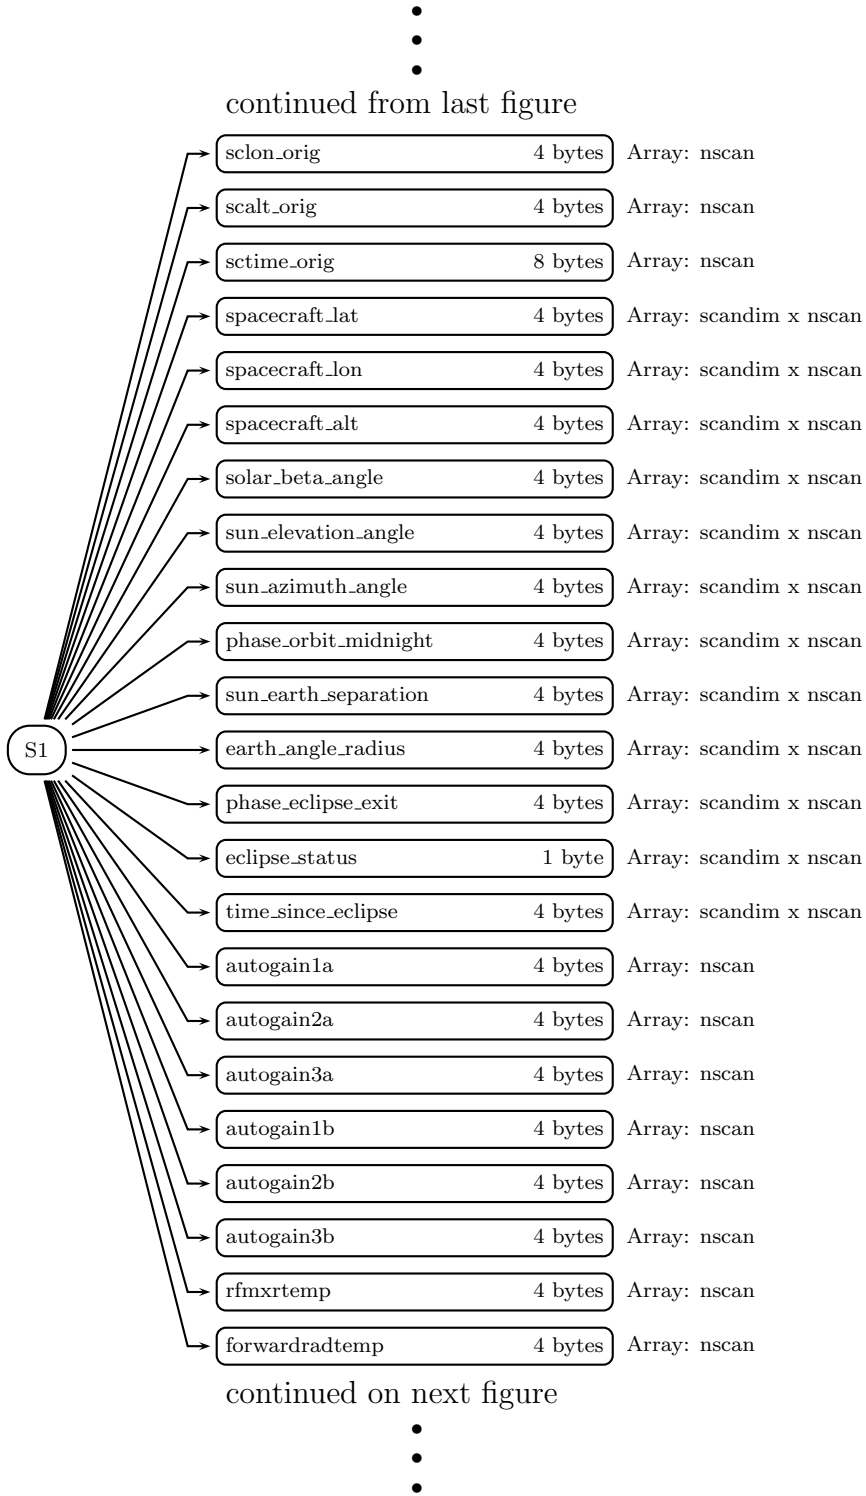 continued from last figure
sclon_orig 4 bytes Array: nscan
scalt_orig 4 bytes Array: nscan
sctime_orig 8 bytes Array: nscan
spacecraft_lat 4 bytes Array: scandim x nscan
spacecraft_lon 4 bytes Array: scandim x nscan
spacecraft_alt 4 bytes Array: scandim x nscan
solar_beta_angle 4 bytes Array: scandim x nscan
sun_elevation_angle 4 bytes Array: scandim x nscan
sun_azimuth_angle 4 bytes Array: scandim x nscan
phase_orbit_midnight 4 bytes Array: scandim x nscan
sun_earth_separation 4 bytes Array: scandim x nscan
S1 earth_angle_radius 4 bytes Array: scandim x nscan
phase_eclipse_exit 4 bytes Array: scandim x nscan
eclipse_status 1 byte Array: scandim x nscan
time_since_eclipse 4 bytes Array: scandim x nscan
autogain1a 4 bytes Array: nscan
autogain2a 4 bytes Array: nscan
autogain3a 4 bytes Array: nscan
autogain1b 4 bytes Array: nscan
autogain2b 4 bytes Array: nscan
autogain3b 4 bytes Array: nscan
rfmxrtemp 4 bytes Array: nscan
forwardradtemp 4 bytes Array: nscan
continued on next figure